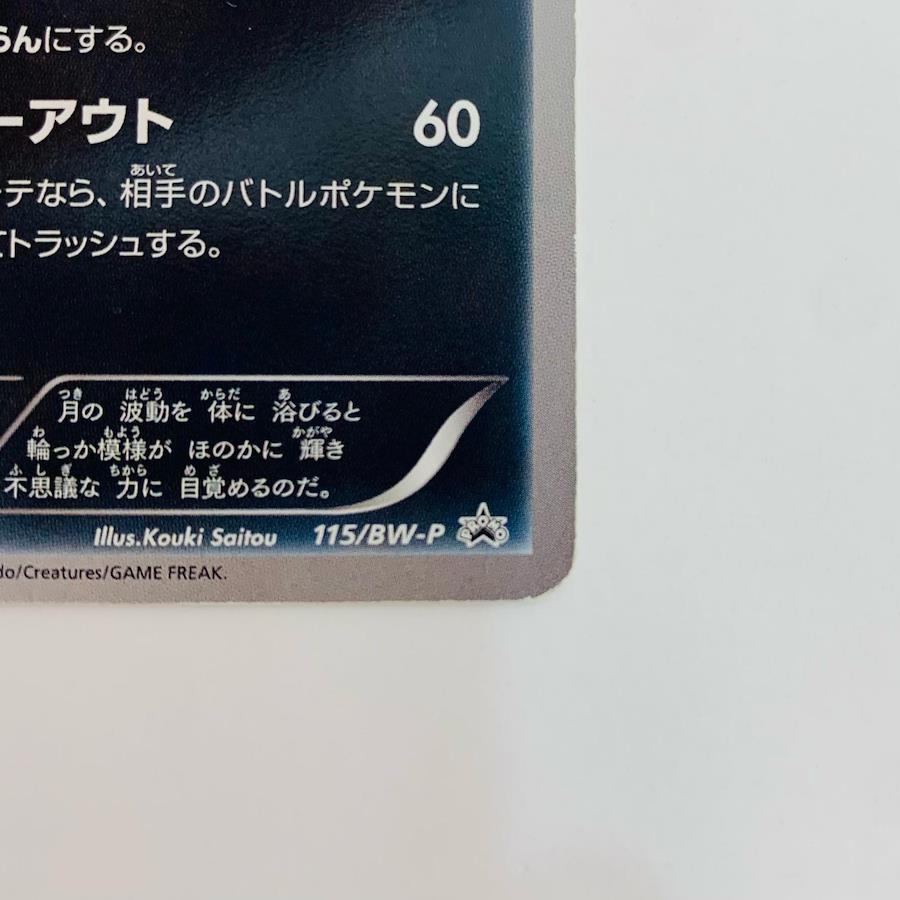 らんにする。
ーアウト 60
テなら、相手のバトルポケモンに
てトラッシュする。
月の 波動を 体に 浴びると
輪っか模様が ほのかに 輝き
不思議な 力に 目覚めるのだ。
Illus.Kouki Saitou 115/BW-P PROMO
do/Creatures/GAME FREAK.